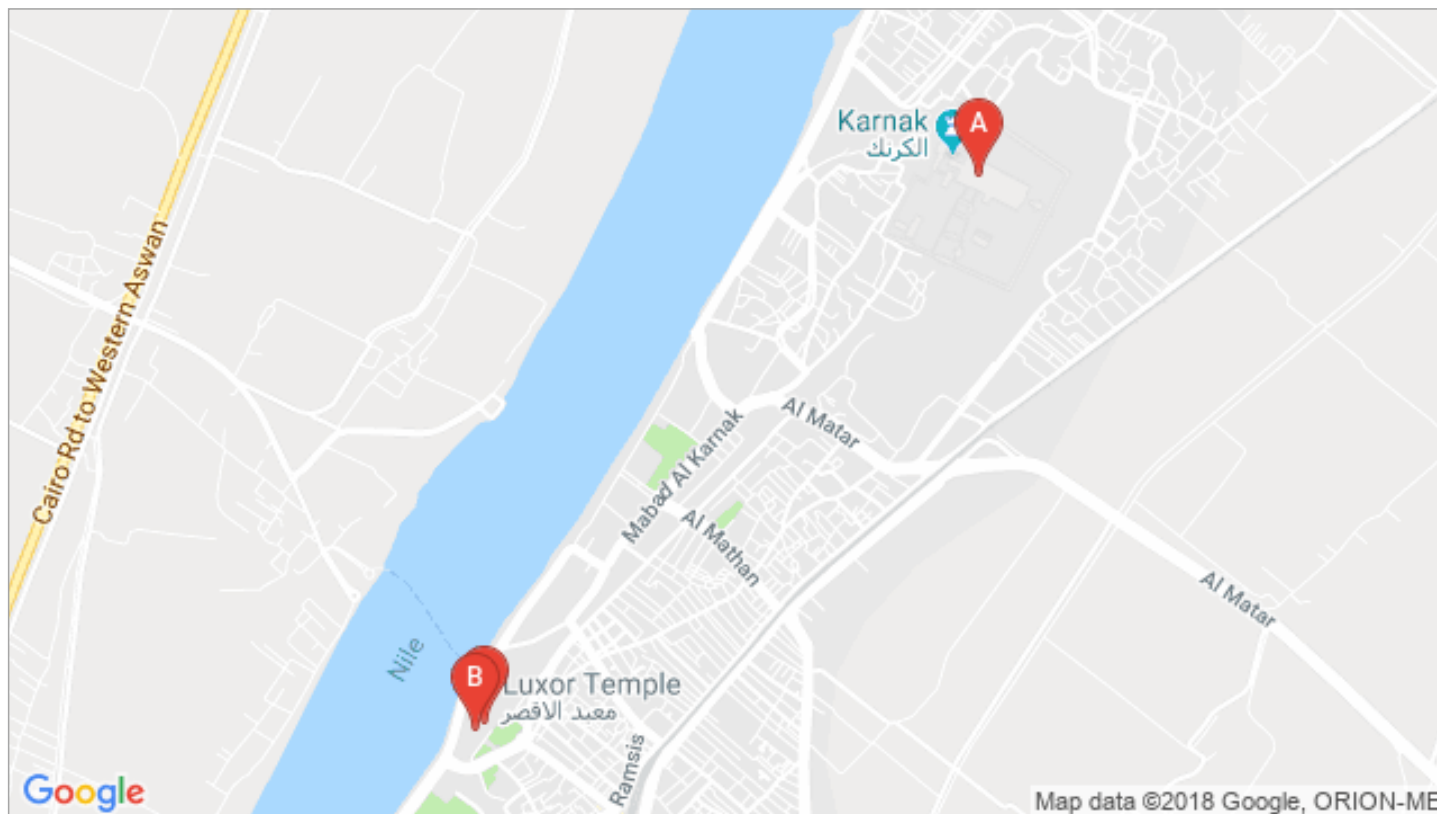 A
Karnak
الكرنك
Cairo Rd to Western Aswan
Al Matar
Mabad Al Karnak
Al Mathan
Al Matar
Nile
B
Luxor Temple
معبد الاقصر
Ramsis
Google
Map data ©2018 Google, ORION-ME